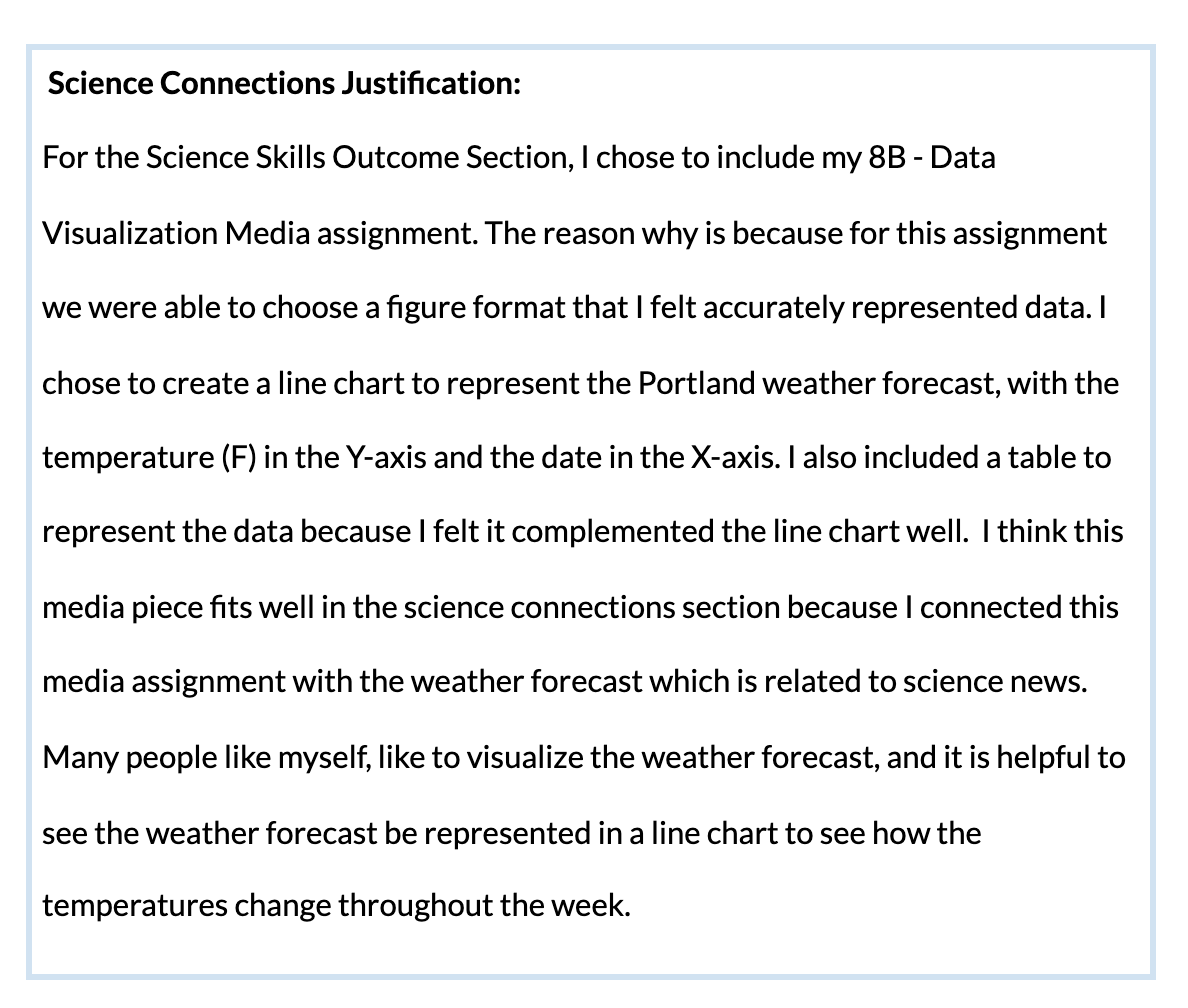 Science Connections Justification:
For the Science Skills Outcome Section, I chose to include my 8B - Data
Visualization Media assignment. The reason why is because for this assignment
we were able to choose a figure format that I felt accurately represented data. I
chose to create a line chart to represent the Portland weather forecast, with the
temperature (F) in the Y-axis and the date in the X-axis. I also included a table to
represent the data because I felt it complemented the line chart well.  I think this
media piece fits well in the science connections section because I connected this
media assignment with the weather forecast which is related to science news.
Many people like myself, like to visualize the weather forecast, and it is helpful to
see the weather forecast be represented in a line chart to see how the
temperatures change throughout the week.